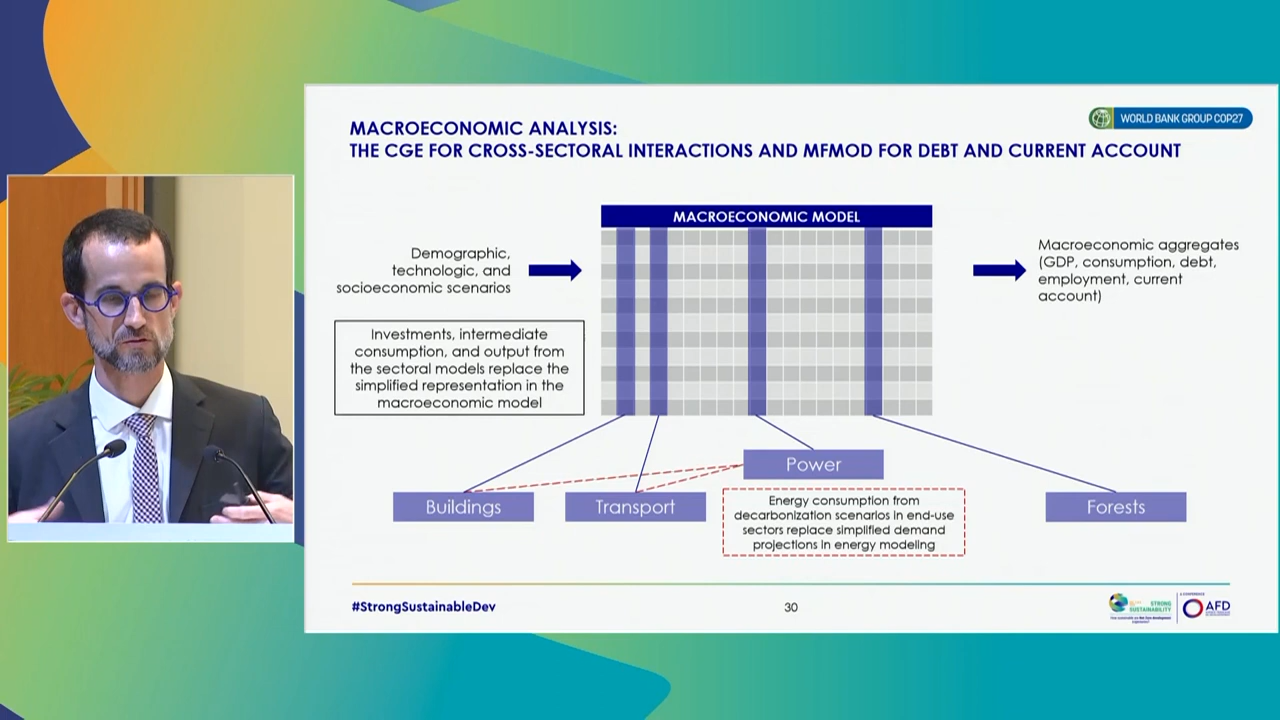 MACROECONOMIC ANALYSIS:
THE CGE FOR CROSS-SECTORAL INTERACTIONS AND MFMOD FOR DEBT AND CURRENT ACCOUNT
WORLD BANK GROUP COP27
MACROECONOMIC MODEL
Demographic,
technologic, and
socioeconomic scenarios
Macroeconomic aggregates
(GDP, consumption, debt,
employment, current
account)
Investments, intermediate
consumption, and output from
the sectoral models replace the
simplified representation in the
macroeconomic model
Power
Buildings
Transport
Forests
Energy consumption from
decarbonization scenarios in end-use
sectors replace simplified demand
projections in energy modeling
#StrongSustainableDev
30
STRONG
SUSTAINABILITY
A CONFERENCE
AFD